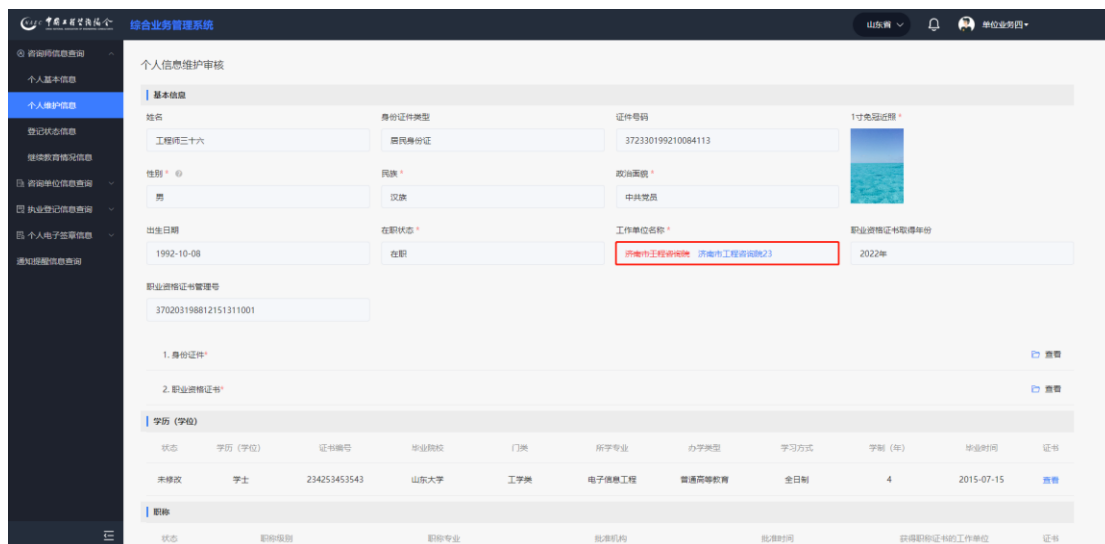 中国工程咨询协会 综合业务管理系统 山东省 单位业务四
咨询师信息查询
个人基本信息
个人维护信息
登记状态信息
继续教育情况信息
咨询单位信息查询
执业登记信息查询
个人电子签章信息
通知提醒信息查询
个人信息维护审核
基本信息
姓名 身份证件类型 证件号码 1寸免冠近照 *
工程师三十六 居民身份证 372330199210084113
性别 * 民族 * 政治面貌 *
男 汉族 中共党员
出生日期 在职状态 * 工作单位名称 * 职业资格证书取得年份
1992-10-08 在职 济南市工程咨询院 济南市工程咨询院23 2022年
职业资格证书管理号
370203198812151311001
1. 身份证件* 查看
2. 职业资格证书* 查看
学历（学位）
状态 学历（学位） 证书编号 毕业院校 门类 所学专业 办学类型 学习方式 学制（年） 毕业时间 证书
未修改 学士 234253453543 山东大学 工学类 电子信息工程 普通高等教育 全日制 4 2015-07-15 查看
职称
状态 职称级别 职称专业 批准机构 批准时间 获得职称证书的工作单位 证书